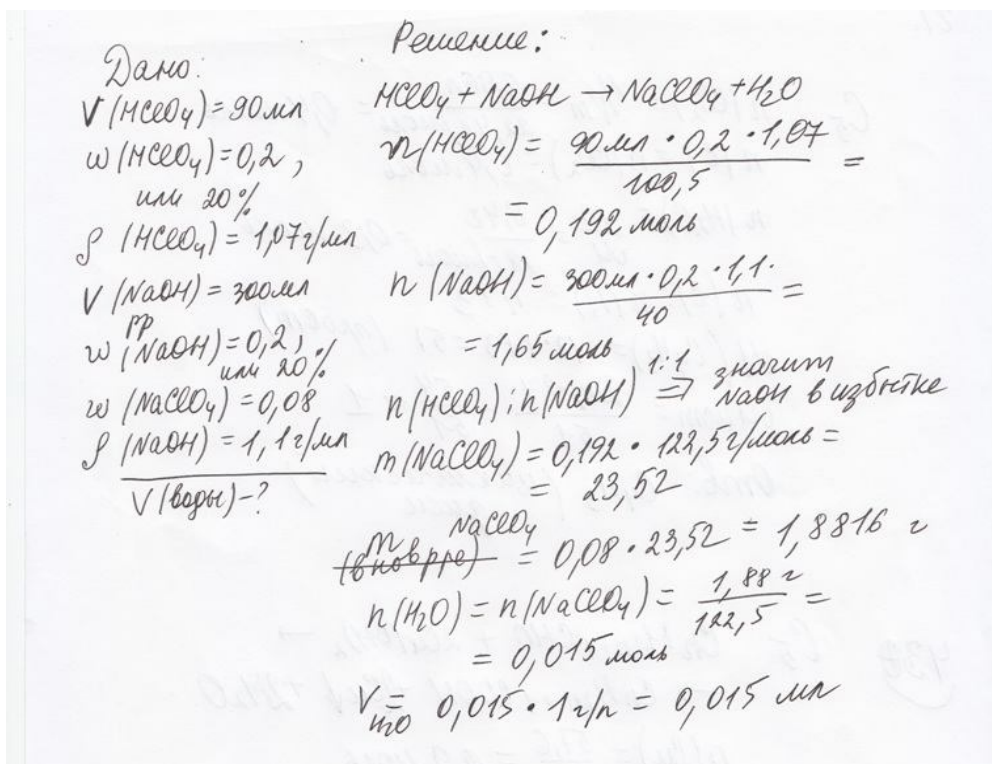 Дано:
V (HClO₄) = 90 мл
w (HClO₄) = 0,2,
или 20%
ρ (HClO₄) = 1,07 г/мл
V (NaOH) = 300 мл
рр
w (NaOH) = 0,2,
или 20%
w (NaClO₄) = 0,08
ρ (NaOH) = 1,1 г/мл
V (воды) - ?
Решение:
HClO₄ + NaOH → NaClO₄ + H₂O
n(HClO₄) = 90 мл · 0,2 · 1,07 / 100,5 =
= 0,192 моль
n (NaOH) = 300 мл · 0,2 · 1,1 · / 40 =
= 1,65 моль
n(HClO₄) : n(NaOH) 1:1 ⇒ значит
NaOH в избытке
m(NaClO₄) = 0,192 · 122,5 г/моль =
= 23,52
m NaClO₄
(в нов рре) = 0,08 · 23,52 = 1,8816 г
n(H₂O) = n(NaClO₄) = 1,88 г / 122,5 =
= 0,015 моль
V H₂O = 0,015 · 1 г/л = 0,015 мл